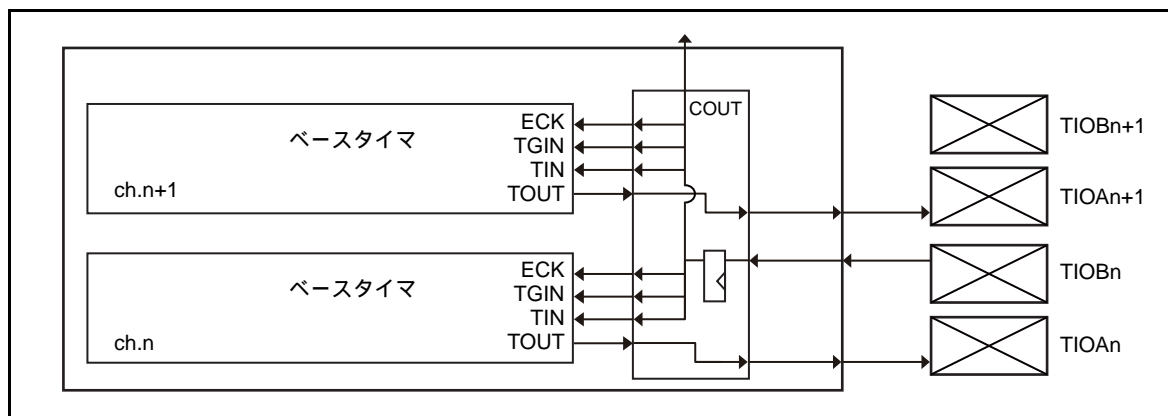 COUT
ベースタイマ
ECK
TGIN
TIN
TOUT
ch.n+1
TIOBn+1
TIOAn+1
ベースタイマ
ECK
TGIN
TIN
TOUT
ch.n
TIOBn
TIOAn